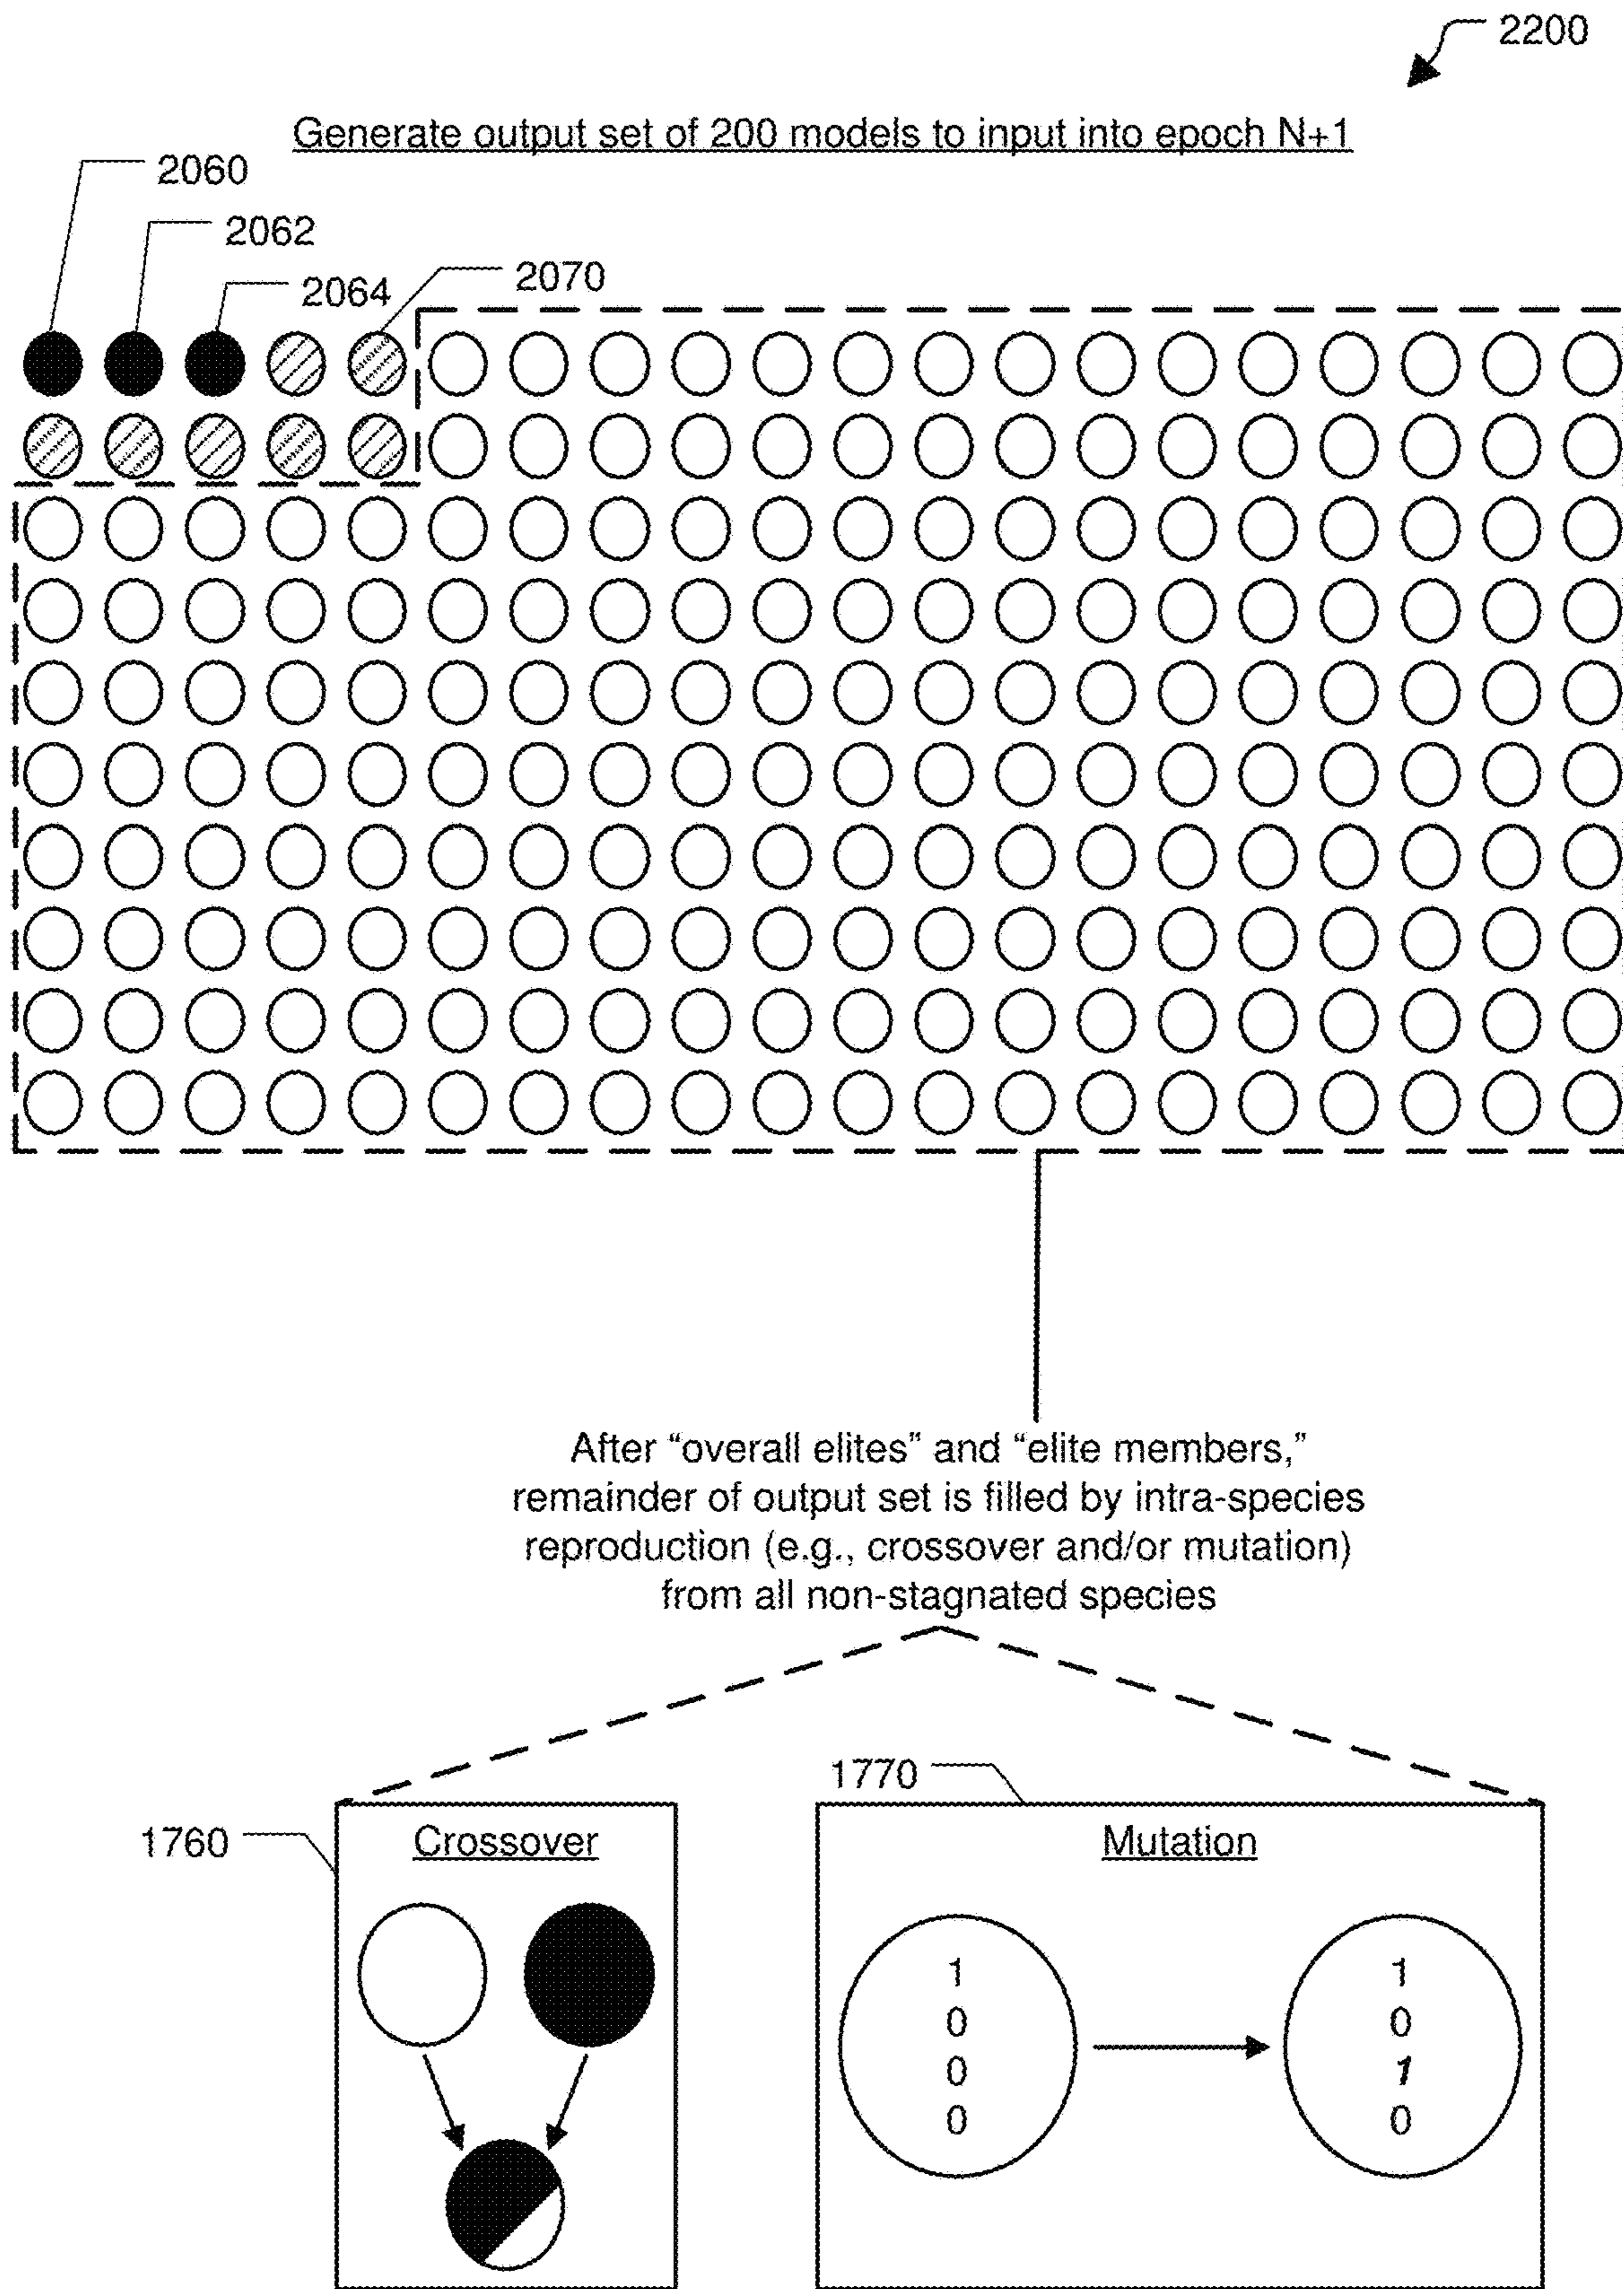 2200
Generate output set of 200 models to input into epoch N+1
2060
2062
2064
2070
After “overall elites” and “elite members,”
remainder of output set is filled by intra-species
reproduction (e.g., crossover and/or mutation)
from all non-stagnated species
1760
Crossover
1770
Mutation
1
0
0
0
1
0
1
0